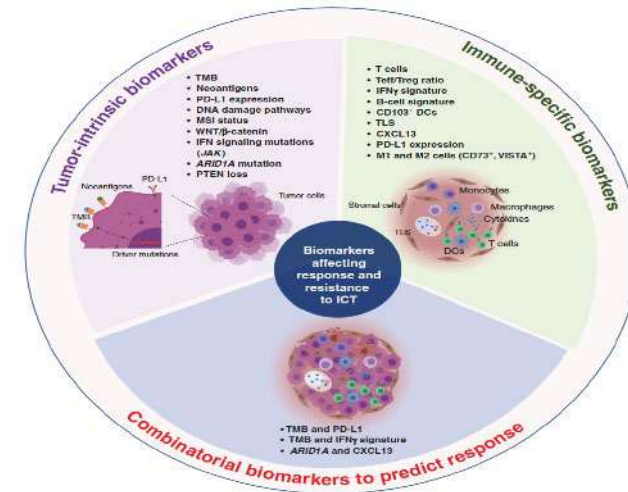 Tumor-intrinsic biomarkers
• TMB
• Neoantigens
• PD-L1 expression
• DNA damage pathways
• MSI status
• WNT/β-catenin
• IFN signaling mutations
(JAK)
• ARID1A mutation
• PTEN loss
PD-L1
Neoantigens
TMB
Tumor cells
Driver mutations
Immune-specific biomarkers
• T cells
• Teff/Treg ratio
• IFNγ signature
• B-cell signature
• CD103⁺ DCs
• TLS
• CXCL13
• PD-L1 expression
• M1 and M2 cells (CD73⁺, VISTA⁺)
Monocytes
Stromal cells
Macrophages
Cytokines
TLS
T cells
DCs
Biomarkers
affecting
response and
resistance
to ICT
• TMB and PD-L1
• TMB and IFNγ signature
• ARID1A and CXCL13
Combinatorial biomarkers to predict response